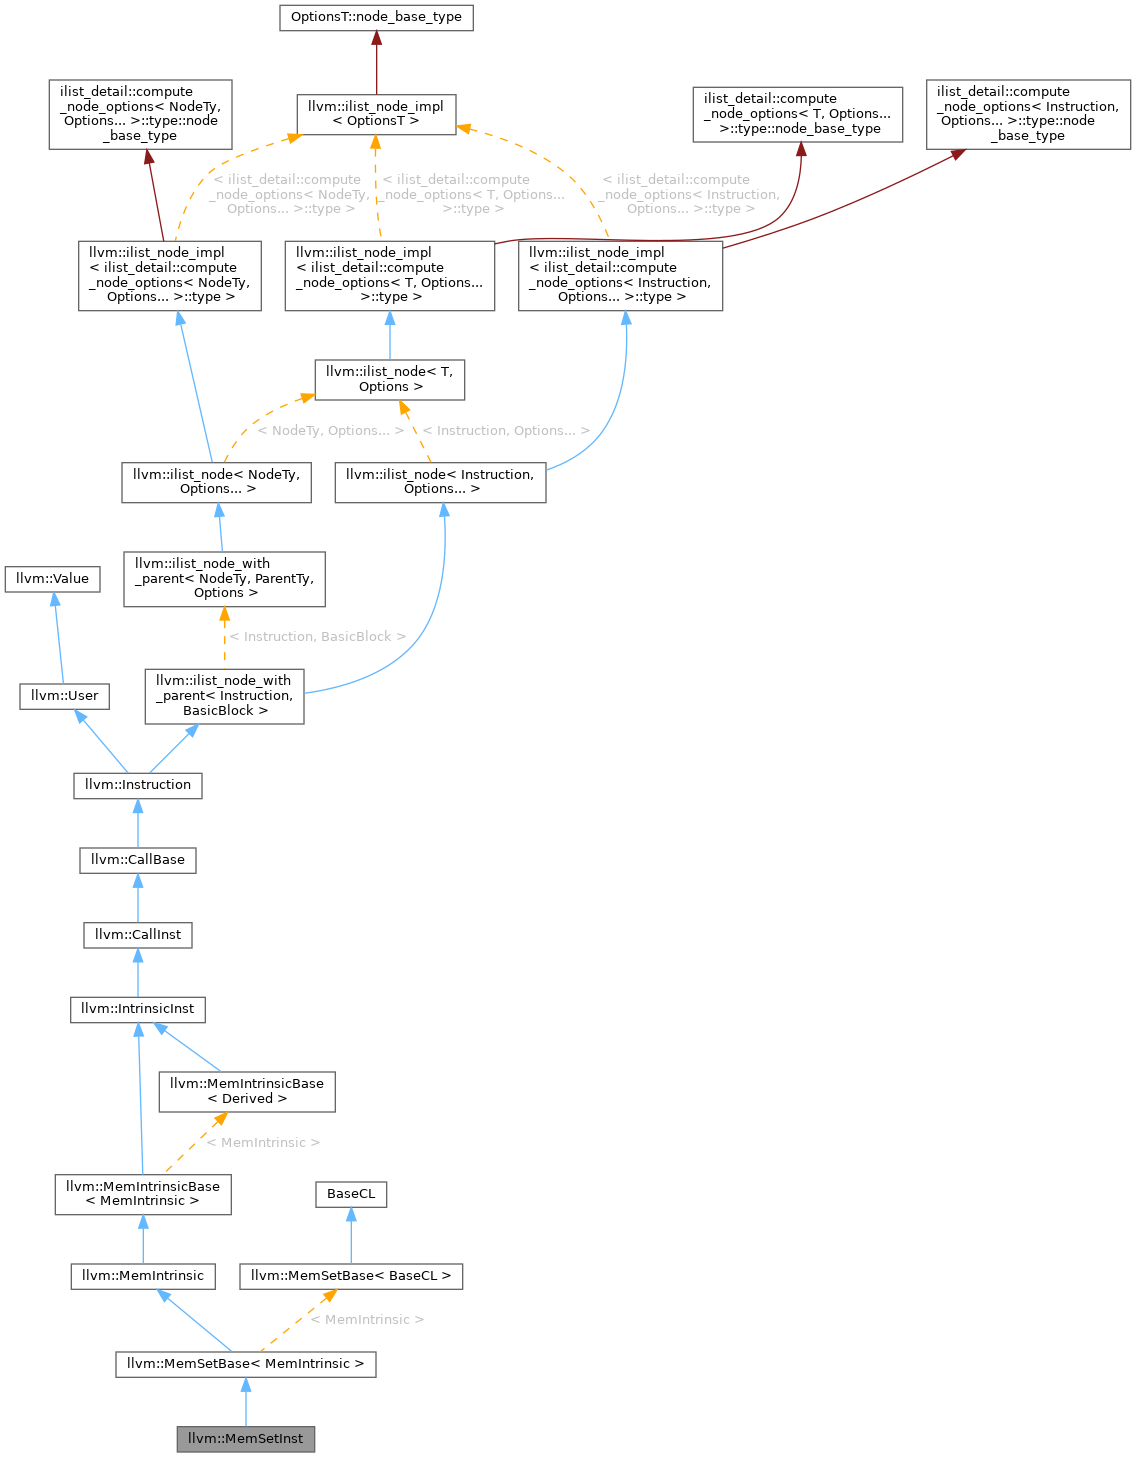 OptionsT::node_base_type
ilist_detail::compute
_node_options< NodeTy,
Options... >::type::node
_base_type
llvm::ilist_node_impl
< OptionsT >
ilist_detail::compute
_node_options< T, Options...
>::type::node_base_type
ilist_detail::compute
_node_options< Instruction,
Options... >::type::node
_base_type
< ilist_detail::compute
_node_options< NodeTy,
Options... >::type >
< ilist_detail::compute
_node_options< T, Options...
>::type >
< ilist_detail::compute
_node_options< Instruction,
Options... >::type >
llvm::ilist_node_impl
< ilist_detail::compute
_node_options< NodeTy,
Options... >::type >
llvm::ilist_node_impl
< ilist_detail::compute
_node_options< T, Options...
>::type >
llvm::ilist_node_impl
< ilist_detail::compute
_node_options< Instruction,
Options... >::type >
llvm::ilist_node< T,
Options >
< NodeTy, Options... >
< Instruction, Options... >
llvm::ilist_node< NodeTy,
Options... >
llvm::ilist_node< Instruction,
Options... >
llvm::Value
llvm::ilist_node_with
_parent< NodeTy, ParentTy,
Options >
< Instruction, BasicBlock >
llvm::User
llvm::ilist_node_with
_parent< Instruction,
BasicBlock >
llvm::Instruction
llvm::CallBase
llvm::CallInst
llvm::IntrinsicInst
llvm::MemIntrinsicBase
< Derived >
< MemIntrinsic >
llvm::MemIntrinsicBase
< MemIntrinsic >
BaseCL
llvm::MemIntrinsic
llvm::MemSetBase< BaseCL >
< MemIntrinsic >
llvm::MemSetBase< MemIntrinsic >
llvm::MemSetInst